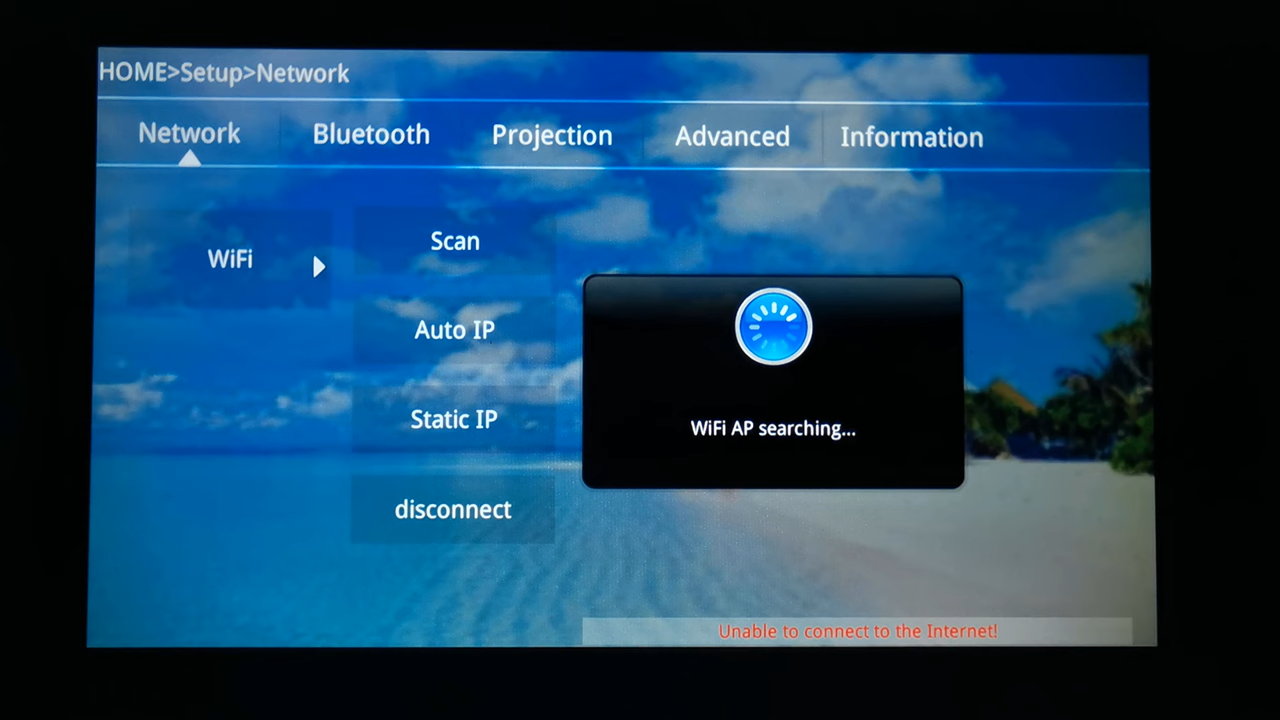 HOME>Setup>Network
Network Bluetooth Projection Advanced Information
WiFi
Scan
Auto IP
Static IP
disconnect
WiFi AP searching...
Unable to connect to the Internet!